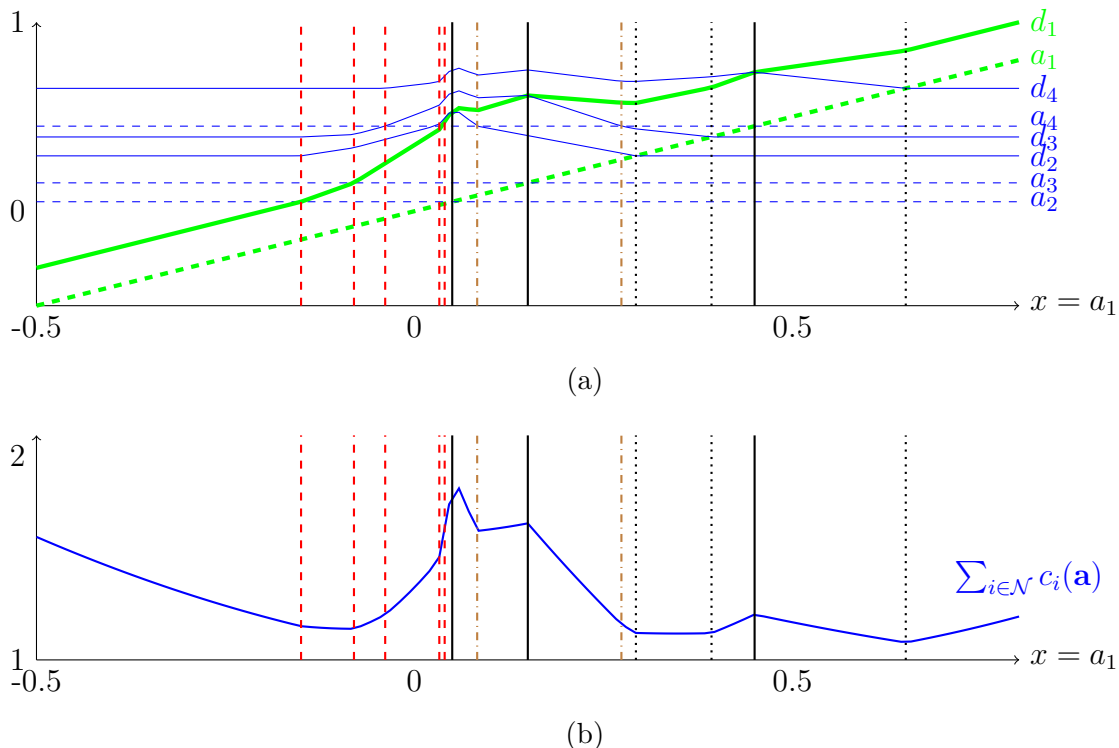 1
d₁
a₁
d₄
a₄
d₃
d₂
a₃
0
a₂
x = a₁
-0.5
0
0.5
(a)
2
∑_{i∈𝒩} c_i(𝐚)
1
x = a₁
-0.5
0
0.5
(b)